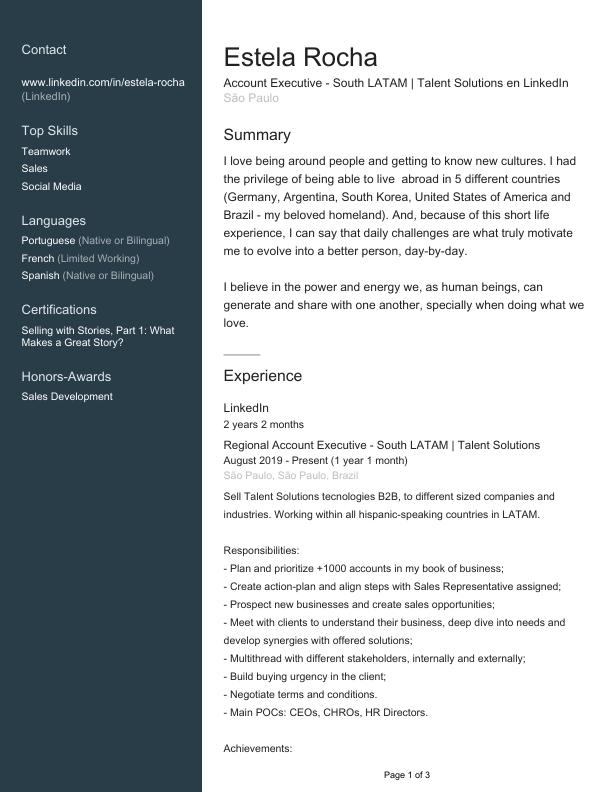 Contact
www.linkedin.com/in/estela-rocha
(LinkedIn)
Top Skills
Teamwork
Sales
Social Media
Languages
Portuguese (Native or Bilingual)
French (Limited Working)
Spanish (Native or Bilingual)
Certifications
Selling with Stories, Part 1: What
Makes a Great Story?
Honors-Awards
Sales Development
Estela Rocha
Account Executive - South LATAM | Talent Solutions en LinkedIn
São Paulo
Summary
I love being around people and getting to know new cultures. I had
the privilege of being able to live  abroad in 5 different countries
(Germany, Argentina, South Korea, United States of America and
Brazil - my beloved homeland). And, because of this short life
experience, I can say that daily challenges are what truly motivate
me to evolve into a better person, day-by-day.
I believe in the power and energy we, as human beings, can
generate and share with one another, specially when doing what we
love.
Experience
LinkedIn
2 years 2 months
Regional Account Executive - South LATAM | Talent Solutions
August 2019 - Present (1 year 1 month)
São Paulo, São Paulo, Brazil
Sell Talent Solutions tecnologies B2B, to different sized companies and
industries. Working within all hispanic-speaking countries in LATAM.
Responsibilities:
- Plan and prioritize +1000 accounts in my book of business;
- Create action-plan and align steps with Sales Representative assigned;
- Prospect new businesses and create sales opportunities;
- Meet with clients to understand their business, deep dive into needs and
develop synergies with offered solutions;
- Multithread with different stakeholders, internally and externally;
- Build buying urgency in the client;
- Negotiate terms and conditions.
- Main POCs: CEOs, CHROs, HR Directors.
Achievements:
Page 1 of 3